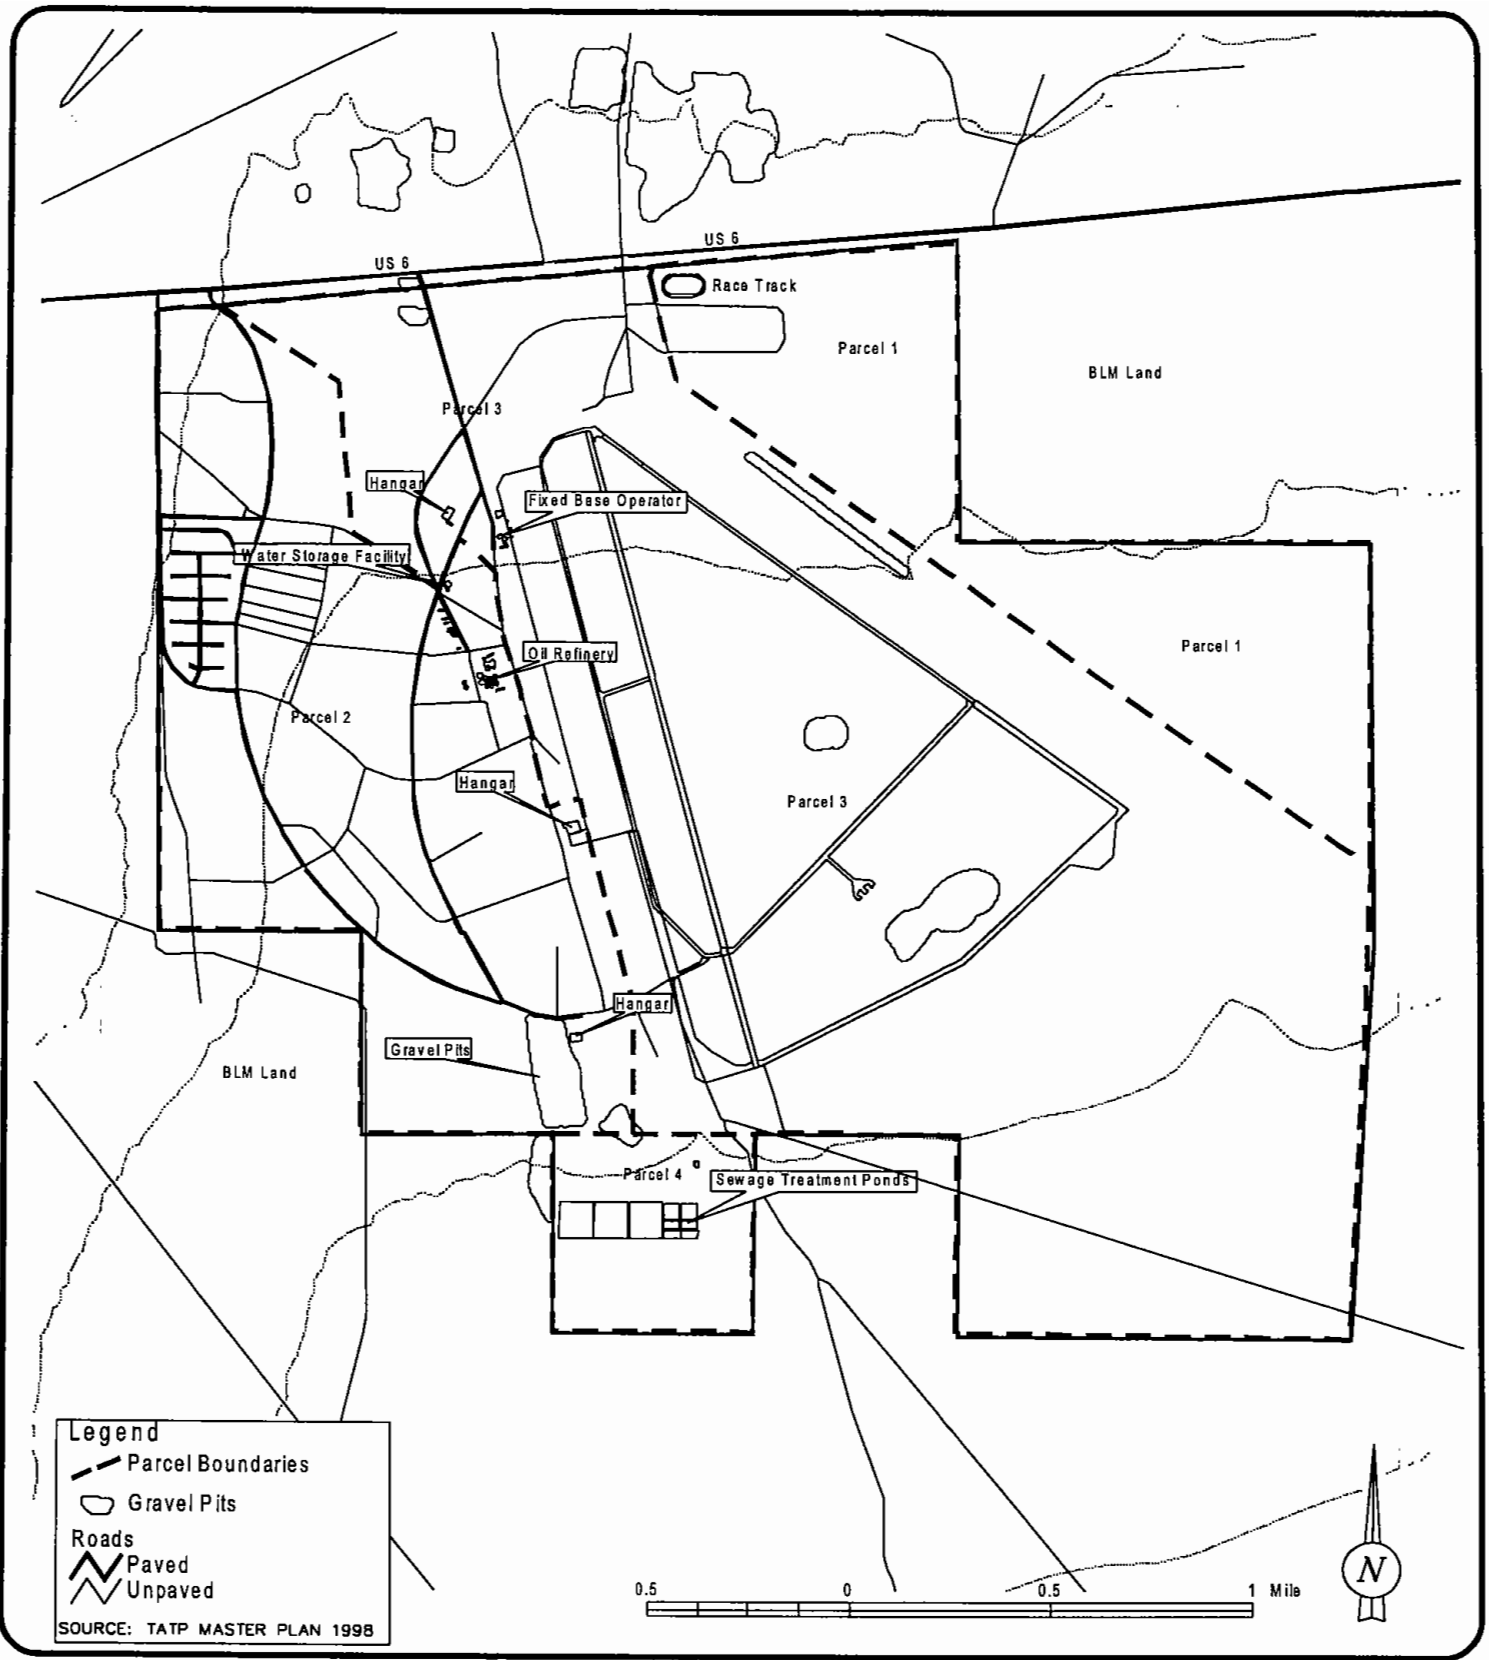 US 6
US 6
Race Track
Parcel 1
BLM Land
Parcel 3
Hangar
Fixed Base Operator
Water Storage Facility
Oil Refinery
Parcel 1
Parcel 2
Hangar
Parcel 3
Hangar
Gravel Pits
BLM Land
Parcel 4
Sewage Treatment Ponds
Legend
Parcel Boundaries
Gravel Pits
Roads
Paved
Unpaved
SOURCE: TATP MASTER PLAN 1998
0.5 0 0.5 1 Mile
N